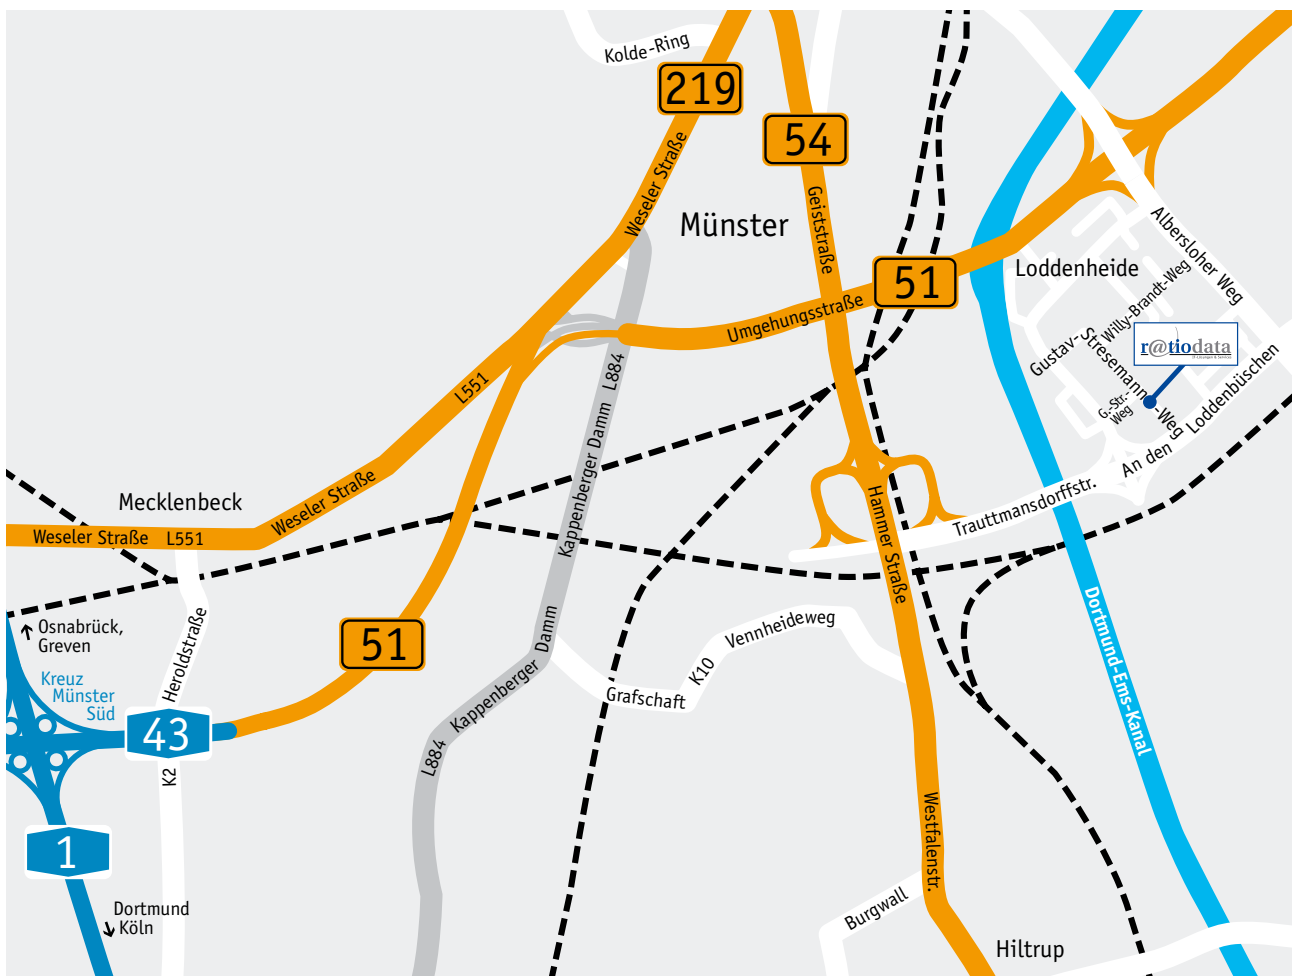 Kolde-Ring
219
54
Weseler Straße
Geiststraße
Münster
Albersloher Weg
Loddenheide
51
Willy-Brandt-Weg
Umgehungsstraße
r@tiodata
Gustav-
Stresemann-
-Weg
G.-Str.-
Weg
An den Loddenbüschen
L884
L551
Kappenberger Damm
Weseler Straße
Mecklenbeck
Weseler Straße L551
Trauttmansdorffstr.
Hammer Straße
Kappenberger Damm
Osnabrück,
Greven
Heroldstraße
51
Vennheideweg
K10
Grafschaft
Dortmund-Ems-Kanal
Kreuz
Münster
Süd
43
K2
L884 Kappenberger Damm
Westfalenstr.
1
Dortmund
Köln
Burgwall
Hiltrup